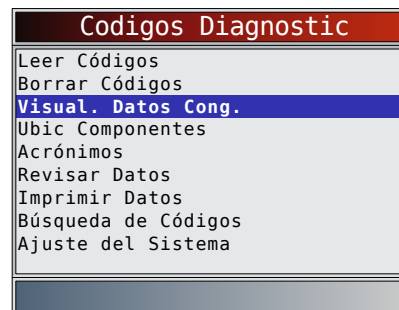 Codigos Diagnostic
Leer Códigos
Borrar Códigos
Visual. Datos Cong.
Ubic Componentes
Acrónimos
Revisar Datos
Imprimir Datos
Búsqueda de Códigos
Ajuste del Sistema